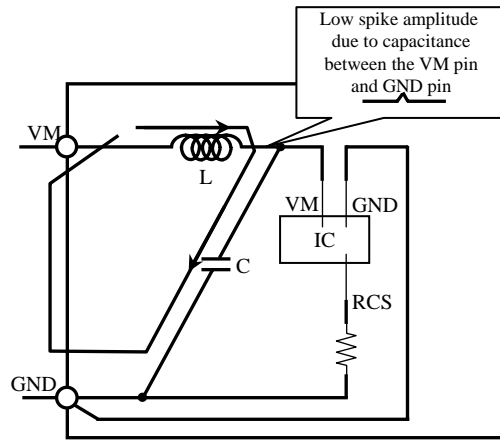 Low spike amplitude
due to capacitance
between the VM pin
and GND pin
VM
L
VM
GND
IC
C
RCS
GND